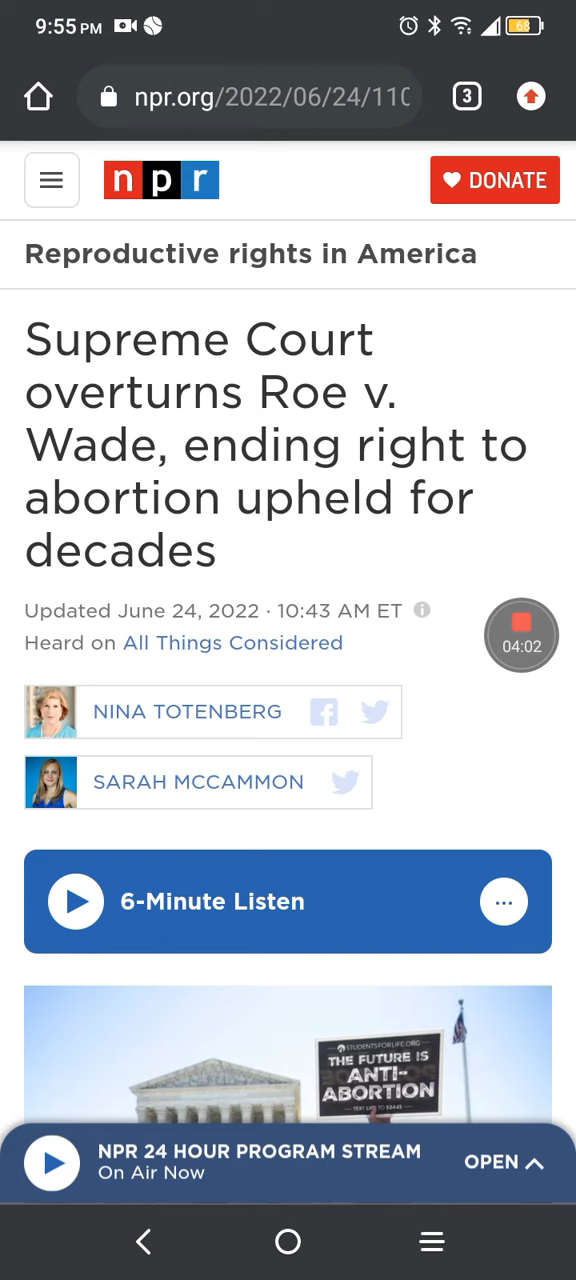 9:55 PM
68
npr.org/2022/06/24/110
3
npr
DONATE
Reproductive rights in America
Supreme Court
overturns Roe v.
Wade, ending right to
abortion upheld for
decades
Updated June 24, 2022 · 10:43 AM ET
Heard on All Things Considered
04:02
NINA TOTENBERG
SARAH MCCAMMON
6-Minute Listen
STUDENTSFORLIFE.ORG
THE FUTURE IS
ANTI-
ABORTION
NPR 24 HOUR PROGRAM STREAM
On Air Now
OPEN